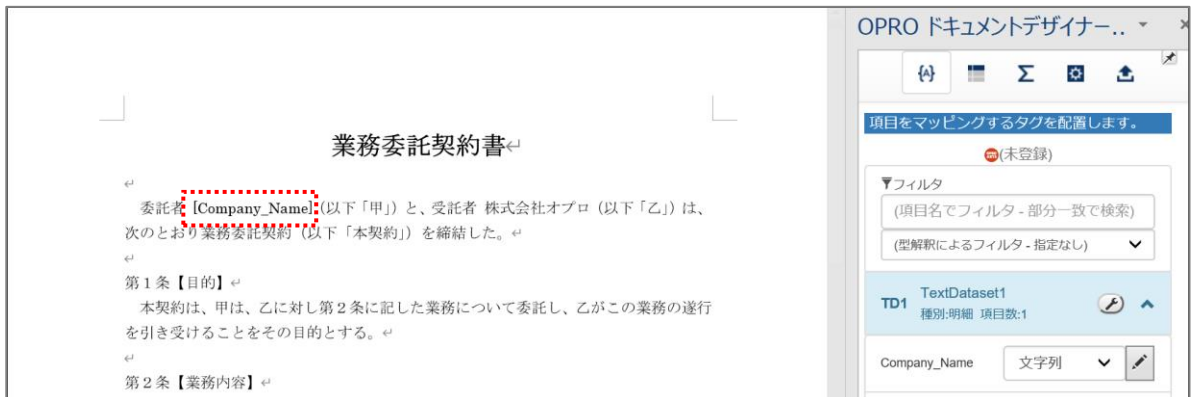 業務委託契約書↵
↵
委託者 [Company_Name] (以下「甲」) と、受託者 株式会社オプロ (以下「乙」) は、
次のとおり業務委託契約 (以下「本契約」) を締結した。↵
↵
第1条【目的】↵
本契約は、甲は、乙に対し第2条に記した業務について委託し、乙がこの業務の遂行
を引き受けることをその目的とする。↵
↵
第2条【業務内容】↵
OPRO ドキュメントデザイナー..
{A}
Σ
項目をマッピングするタグを配置します。
(未登録)
フィルタ
(項目名でフィルタ - 部分一致で検索)
(型解釈によるフィルタ - 指定なし)
TD1 TextDataset1
種別:明細 項目数:1
Company_Name 文字列